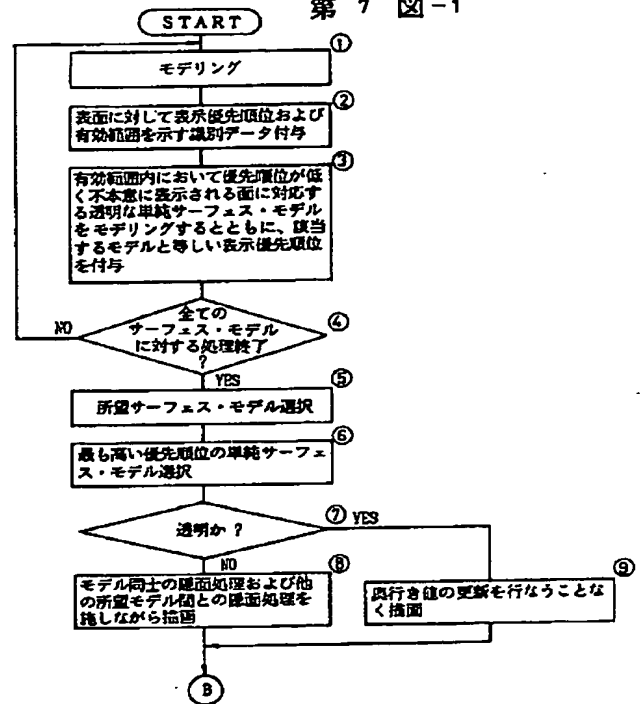 第 7 図-1
START
①
モデリング
②
表面に対して表示優先順位および
有効範囲を示す識別データ付与
③
有効範囲内において優先順位が低
く不本意に表示される面に対応す
る透明な単純サーフェス・モデル
をモデリングするとともに、該当
するモデルと等しい表示優先順位
を付与
④
全ての
サーフェス・モデル
に対する処理終了
?
NO
YES
⑤
所望サーフェス・モデル選択
⑥
最も高い優先順位の単純サーフェ
ス・モデル選択
⑦
透明か ?
YES
NO
⑧
モデル同士の隠面処理および他
の所望モデル間との隠面処理を
施しながら描画
⑨
奥行き値の更新を行なうことな
く描画
B